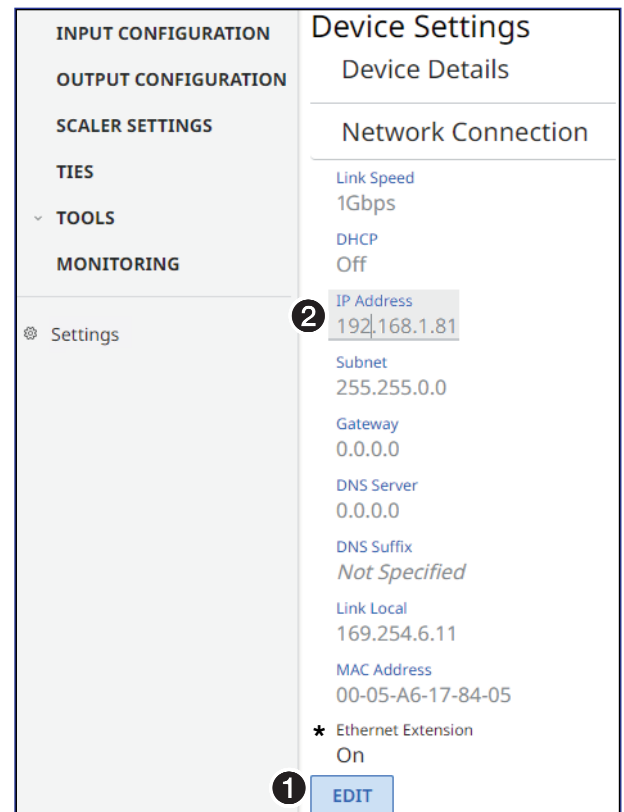 INPUT CONFIGURATION
OUTPUT CONFIGURATION
SCALER SETTINGS
TIES
TOOLS
MONITORING
Settings
Device Settings
Device Details
Network Connection
Link Speed
1Gbps
DHCP
Off
2
IP Address
192.168.1.81
Subnet
255.255.0.0
Gateway
0.0.0.0
DNS Server
0.0.0.0
DNS Suffix
Not Specified
Link Local
169.254.6.11
MAC Address
00-05-A6-17-84-05
* Ethernet Extension
On
1 EDIT